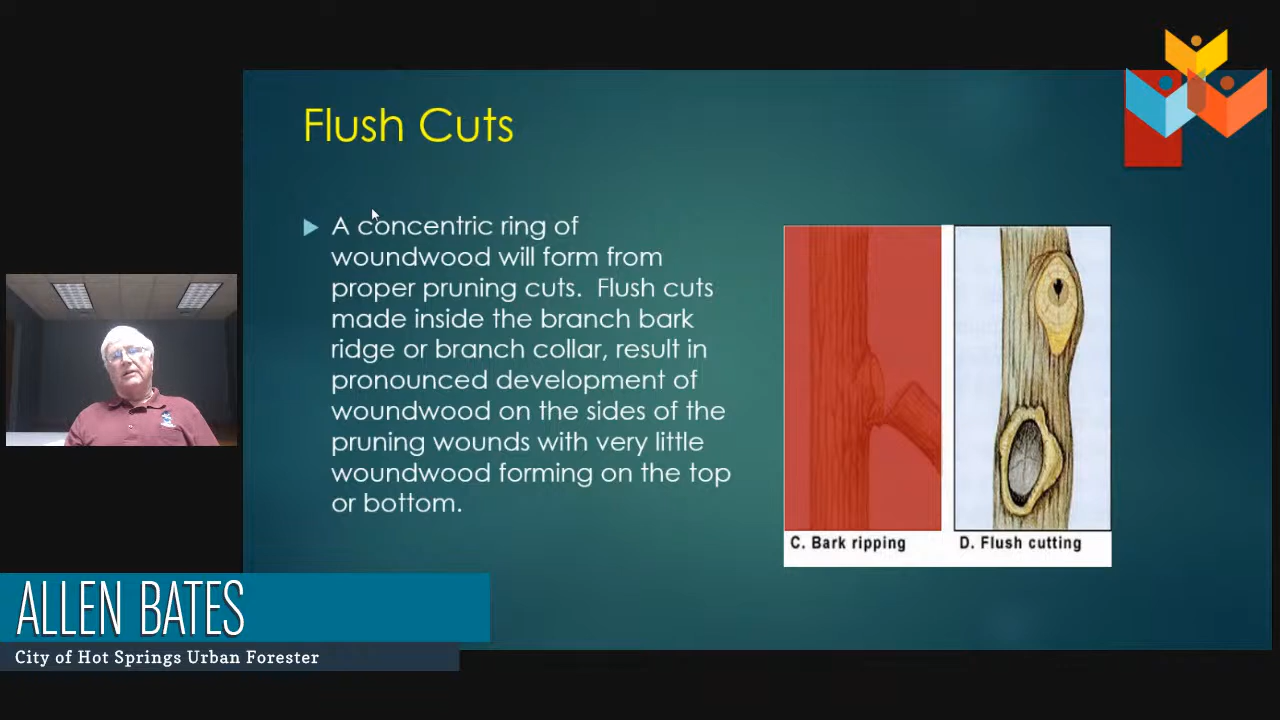 Flush Cuts
A concentric ring of
woundwood will form from
proper pruning cuts.  Flush cuts
made inside the branch bark
ridge or branch collar, result in
pronounced development of
woundwood on the sides of the
pruning wounds with very little
woundwood forming on the top
or bottom.
C. Bark ripping
D. Flush cutting
ALLEN BATES
City of Hot Springs Urban Forester